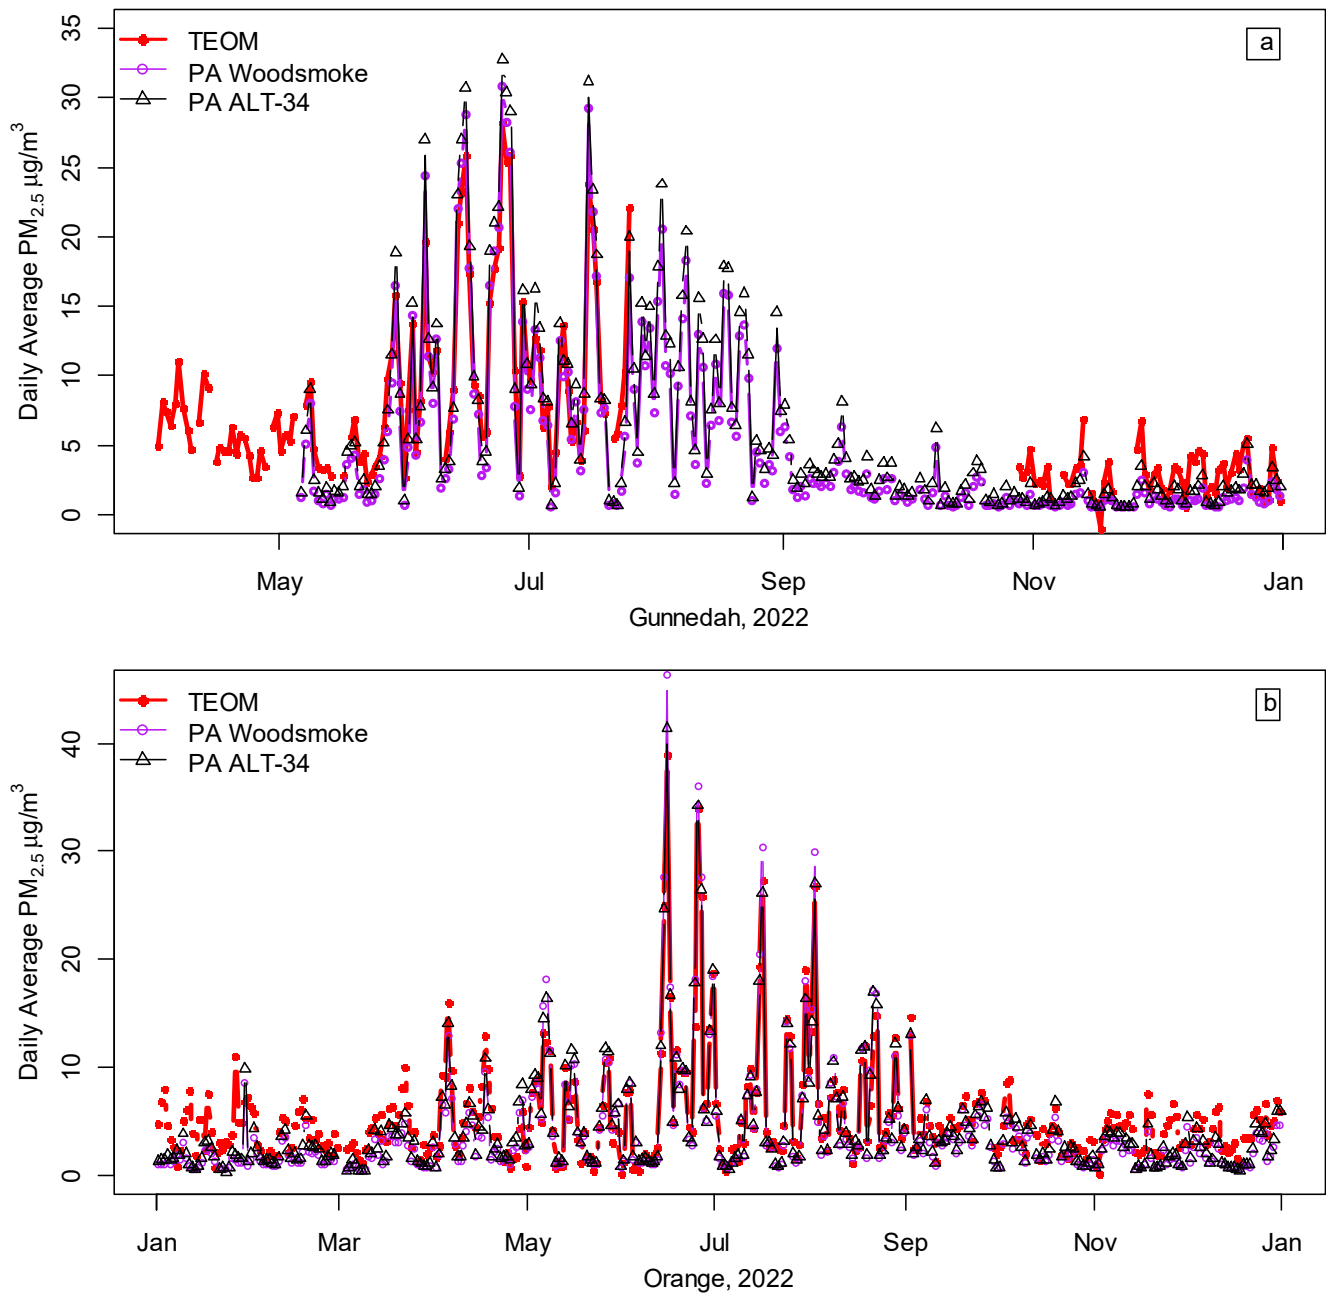 a
TEOM
PA Woodsmoke
PA ALT-34
35
30
25
20
15
10
5
0
Daily Average PM2.5 µg/m3
May
Jul
Sep
Nov
Jan
Gunnedah, 2022
b
TEOM
PA Woodsmoke
PA ALT-34
40
30
20
10
0
Daily Average PM2.5 µg/m3
Jan
Mar
May
Jul
Sep
Nov
Jan
Orange, 2022